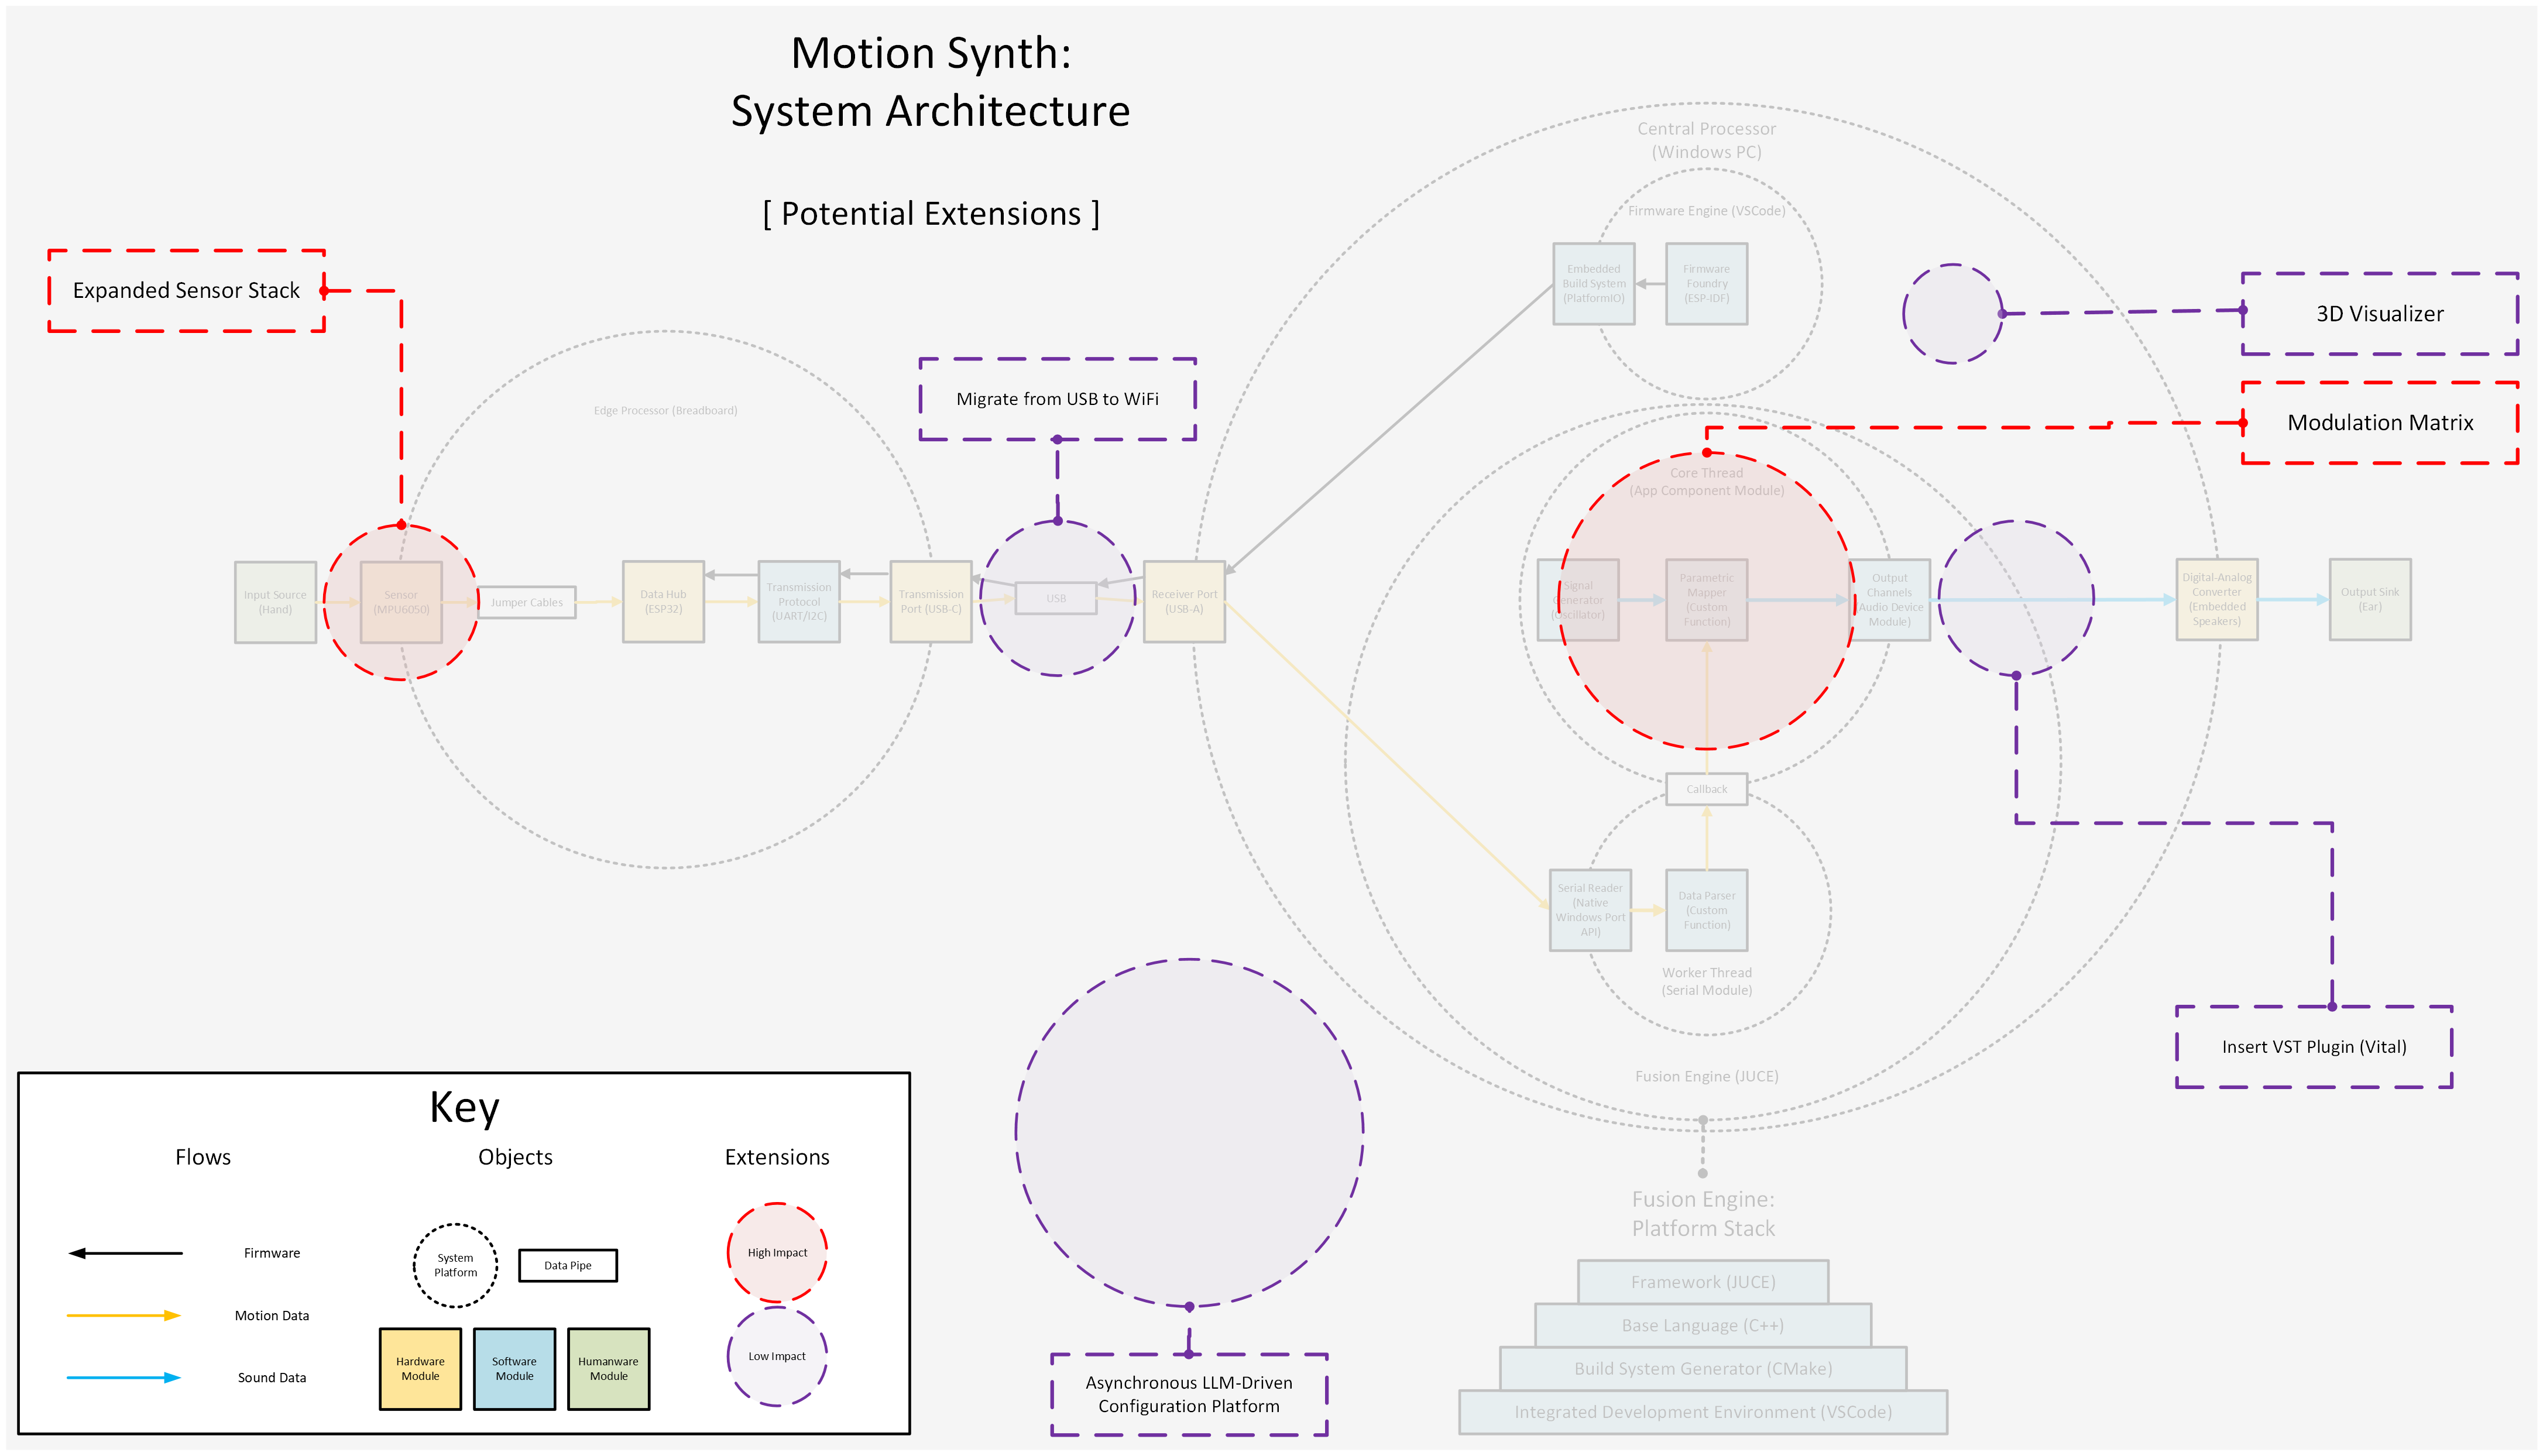 Motion Synth:
System Architecture
[ Potential Extensions ]
Expanded Sensor Stack
Migrate from USB to WiFi
3D Visualizer
Modulation Matrix
Insert VST Plugin (Vital)
Asynchronous LLM-Driven
Configuration Platform
Edge Processor (Breadboard)
Input Source
(Hand)
Sensor
(MPU6050)
Jumper Cables
Data Hub
(ESP32)
Transmission
Protocol
(UART/I2C)
Transmission
Port (USB-C)
USB
Receiver Port
(USB-A)
Central Processor
(Windows PC)
Firmware Engine (VSCode)
Embedded
Build System
(PlatformIO)
Firmware
Foundry
(ESP-IDF)
Core Thread
(App Component Module)
Signal
Generator
(Oscillator)
Parametric
Mapper
(Custom
Function)
Output
Channels
(Audio Device
Module)
Digital-Analog
Converter
(Embedded
Speakers)
Output Sink
(Ear)
Callback
Serial Reader
(Native
Windows Port
API)
Data Parser
(Custom
Function)
Worker Thread
(Serial Module)
Fusion Engine (JUCE)
Fusion Engine:
Platform Stack
Framework (JUCE)
Base Language (C++)
Build System Generator (CMake)
Integrated Development Environment (VSCode)
Key
Flows
Firmware
Motion Data
Sound Data
Objects
System
Platform
Data Pipe
Hardware
Module
Software
Module
Humanware
Module
Extensions
High Impact
Low Impact